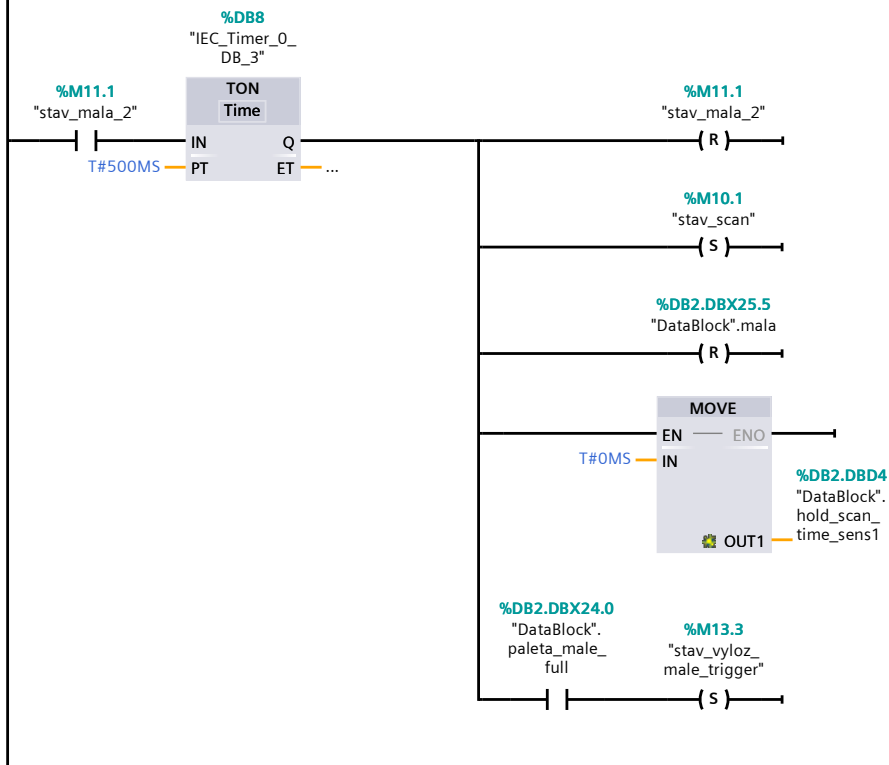 %DB8
"IEC_Timer_0_
DB_3"
TON
Time
%M11.1
"stav_mala_2"
IN
Q
T#500MS
PT
ET
...
%M11.1
"stav_mala_2"
R
%M10.1
"stav_scan"
S
%DB2.DBX25.5
"DataBlock".mala
R
MOVE
EN
ENO
T#0MS
IN
%DB2.DBD4
"DataBlock".
hold_scan_
time_sens1
OUT1
%DB2.DBX24.0
"DataBlock".
paleta_male_
full
%M13.3
"stav_vyloz_
male_trigger"
S